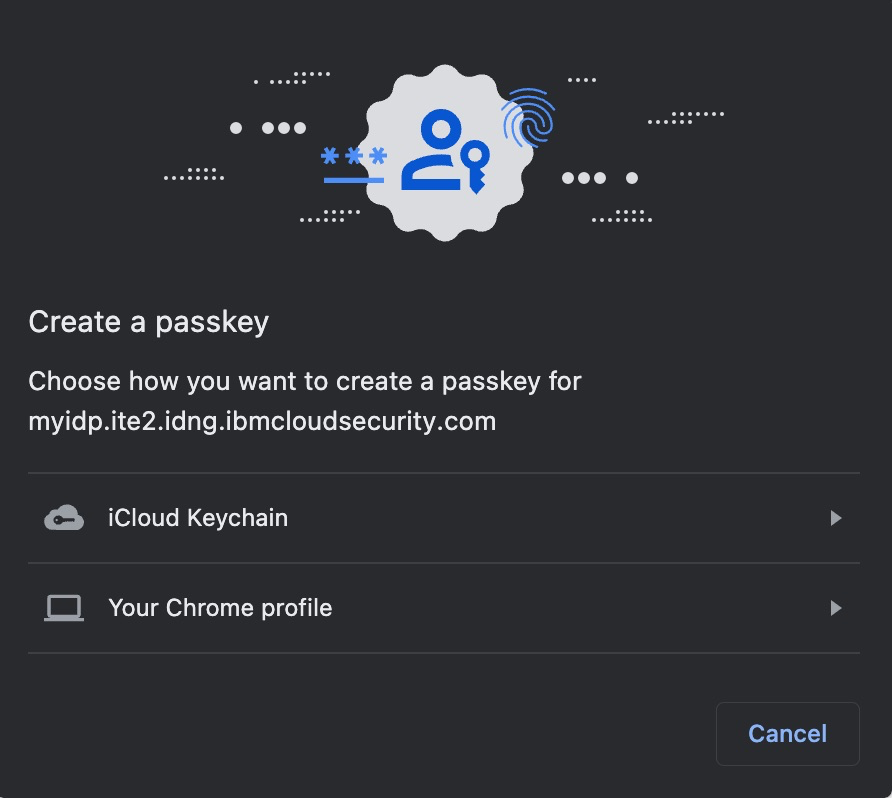 ***
Create a passkey
Choose how you want to create a passkey for
myidp.ite2.idng.ibmcloudsecurity.com
iCloud Keychain
Your Chrome profile
Cancel